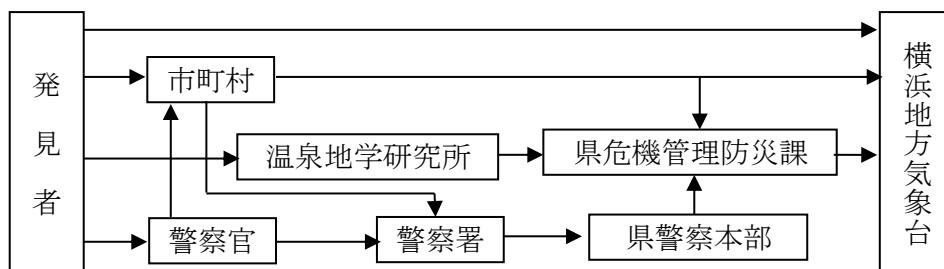 発見者
市町村
温泉地学研究所
県危機管理防災課
警察官
警察署
県警察本部
横浜地方気象台